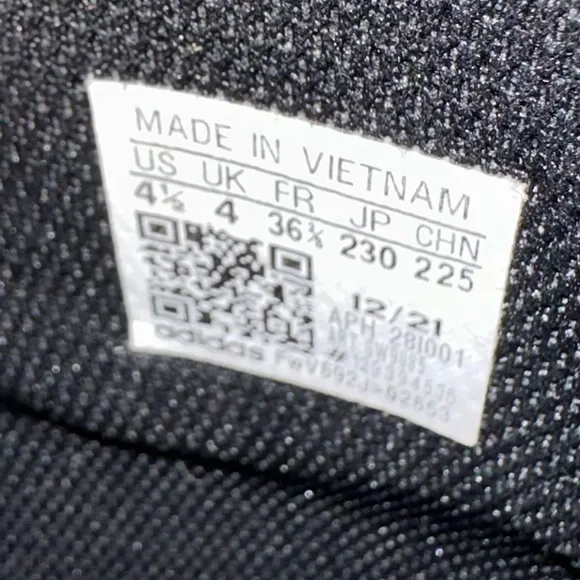 MADE IN VIETNAM
US UK FR JP CHN
4½ 4 36⅔ 230 225
12/21
APH 28I001
adidas